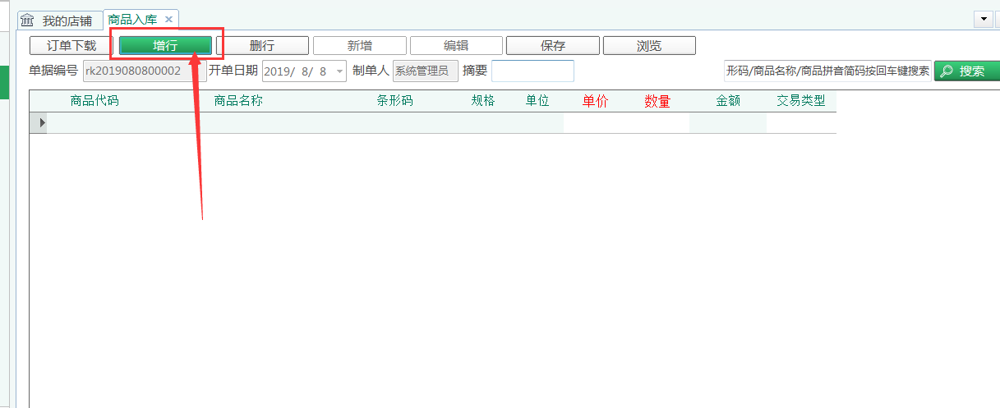 我的店铺 商品入库
订单下载 增行 删行 新增 编辑 保存 浏览
单据编号 rk2019080800002 开单日期 2019/ 8/ 8 制单人 系统管理员 摘要 形码/商品名称/商品拼音简码按回车键搜索 搜索
商品代码 商品名称 条形码 规格 单位 单价 数量 金额 交易类型